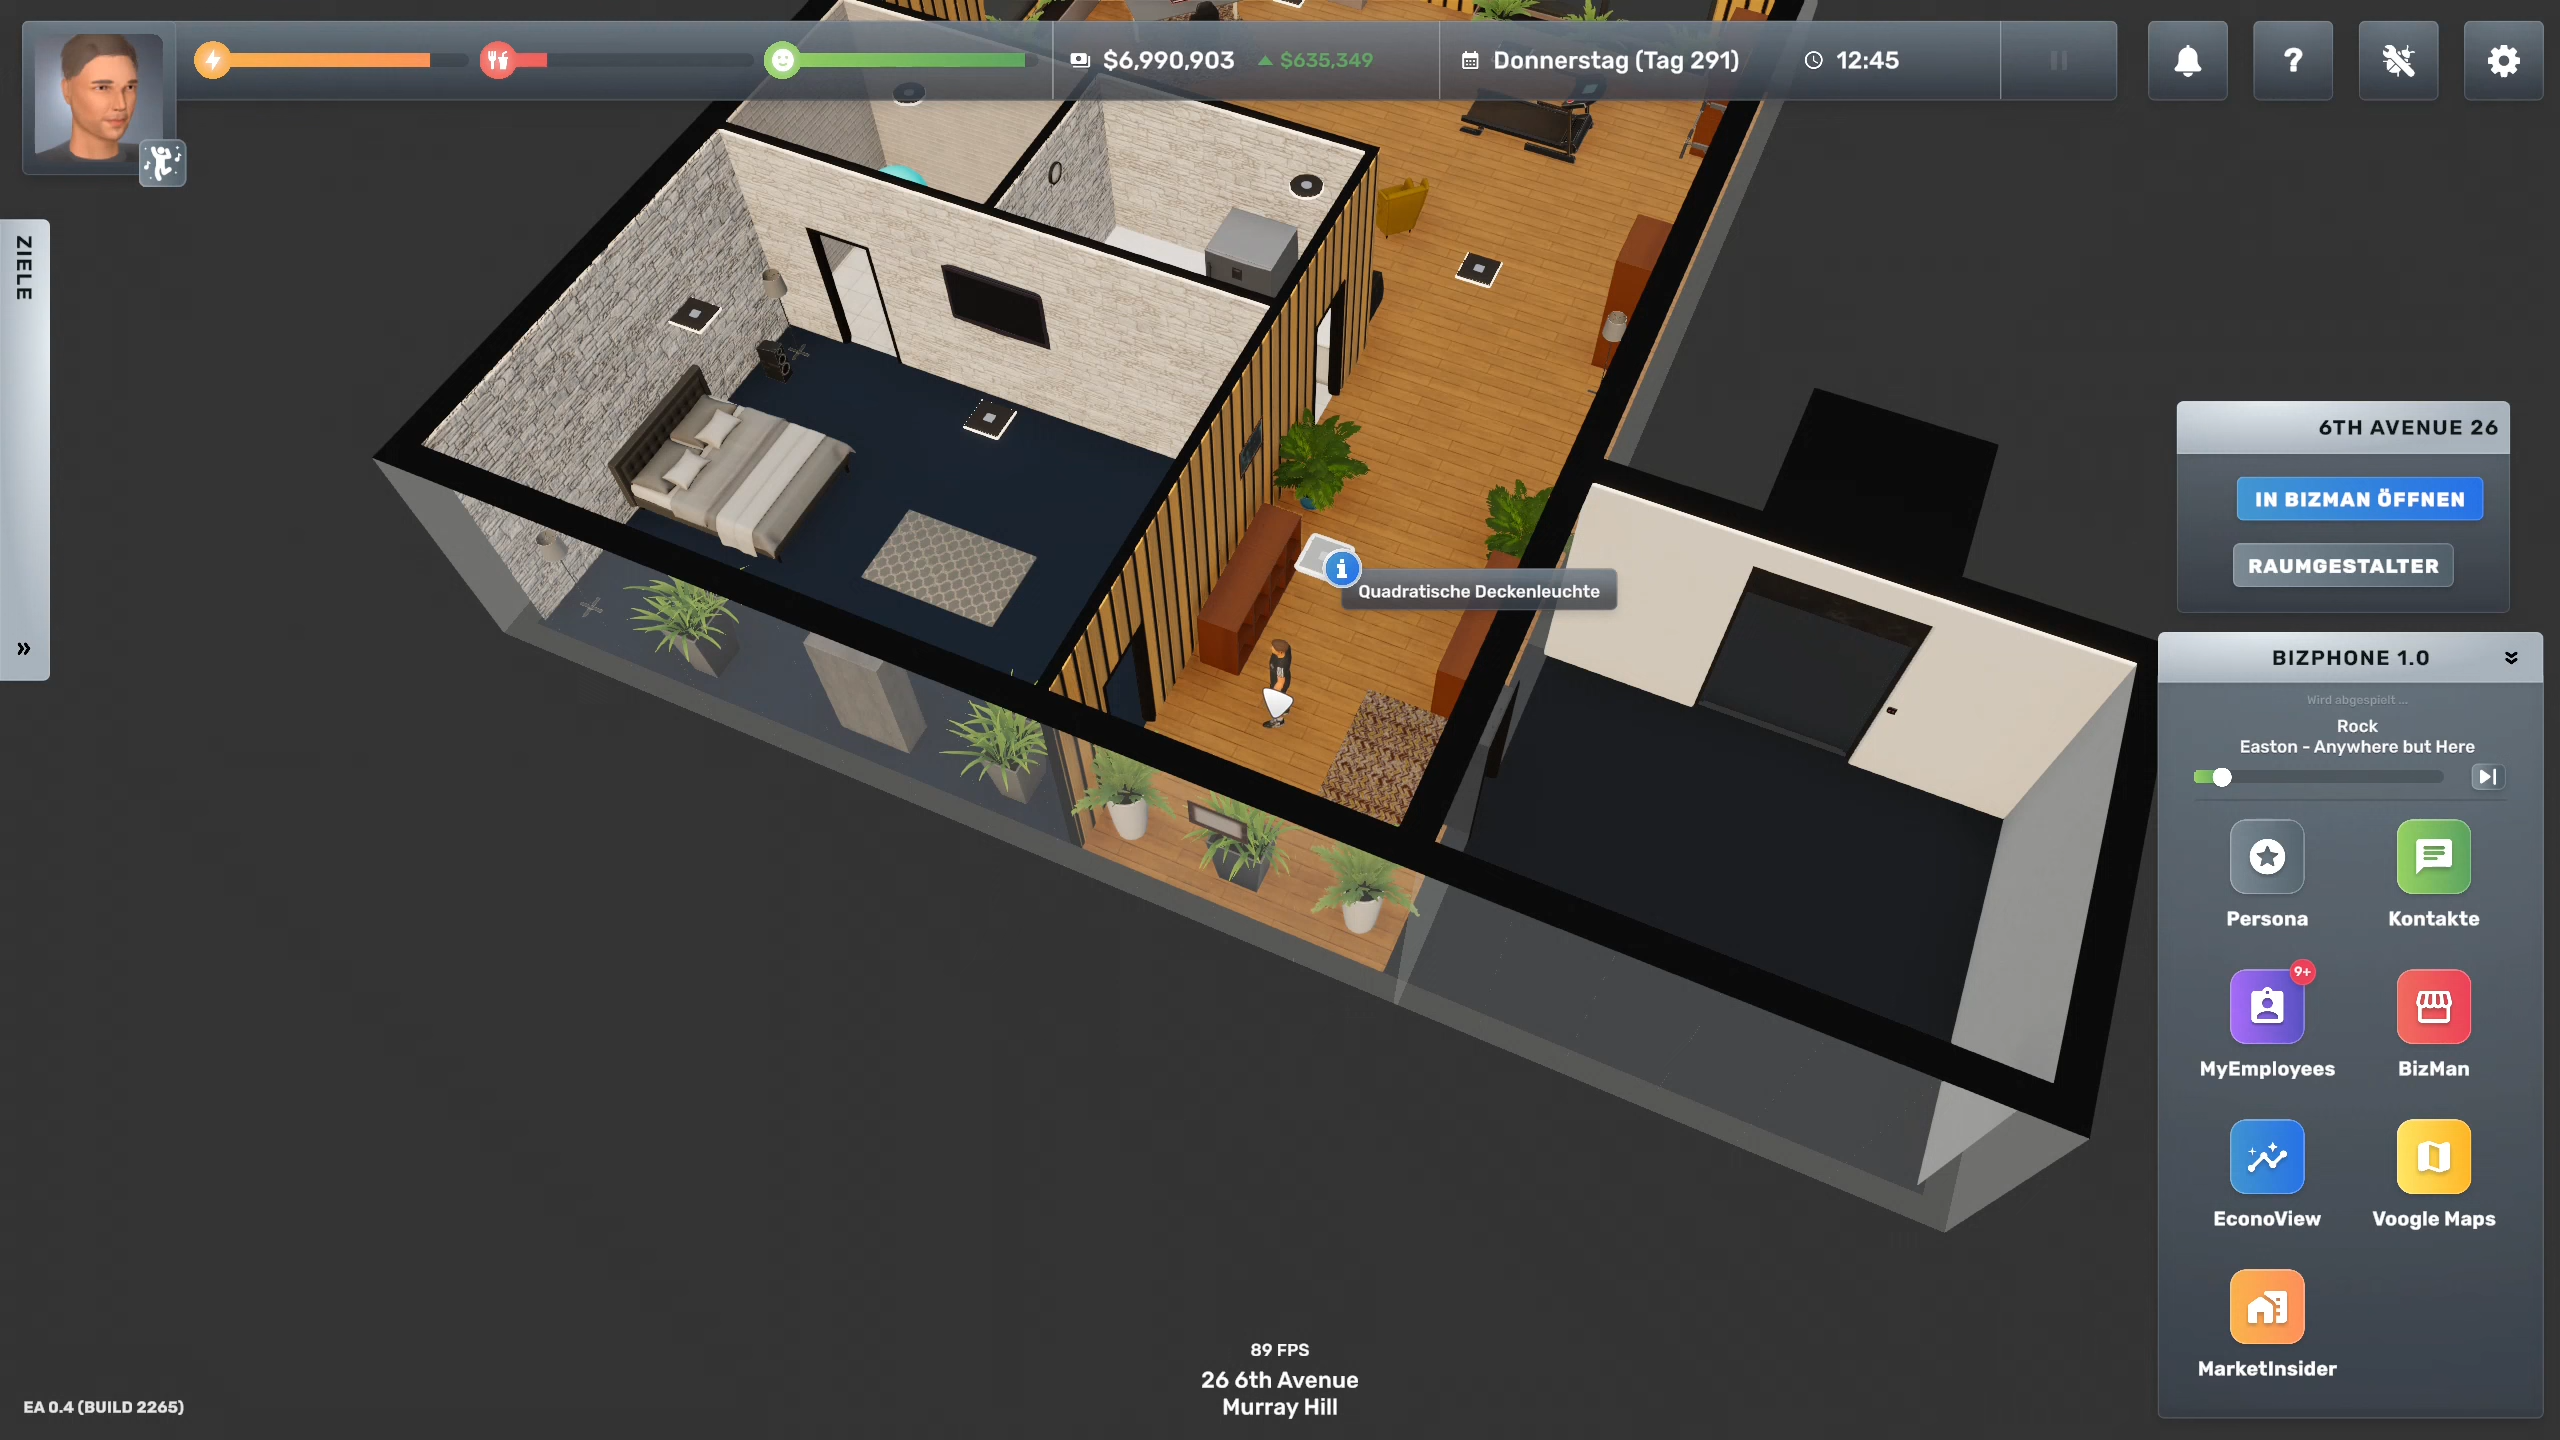 $6,990,903
$635,349
Donnerstag (Tag 291)
12:45
ZIELE
6TH AVENUE 26
IN BIZMAN ÖFFNEN
RAUMGESTALTER
Quadratische Deckenleuchte
BIZPHONE 1.0
Wird abgespielt ...
Rock
Easton - Anywhere but Here
Persona
Kontakte
9+
MyEmployees
BizMan
EconoView
Voogle Maps
MarketInsider
89 FPS
26 6th Avenue
Murray Hill
EA 0.4 (BUILD 2265)